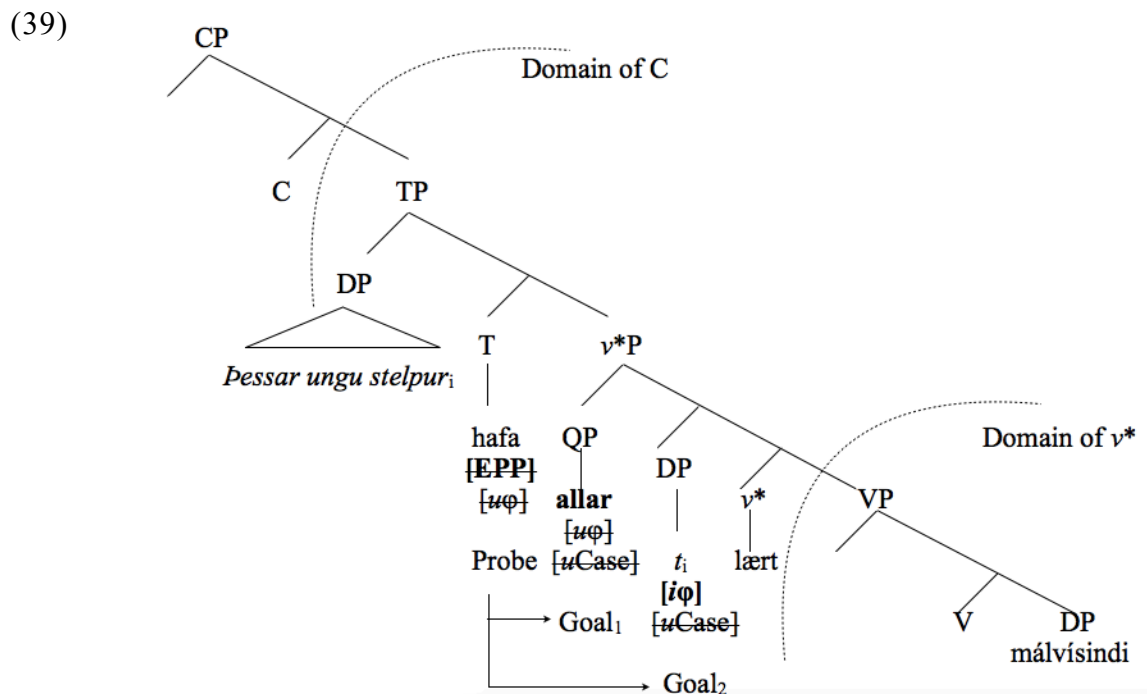 (39)
CP
Domain of C
C TP
DP
T v*P
Þessar ungu stelpurᵢ
hafa QP DP Domain of v*
[EPP] v* VP
[uφ] allar
[uφ]
Probe [uCase] tᵢ lært
[iφ]
Goal₁ [uCase] V DP
málvísindi
Goal₂